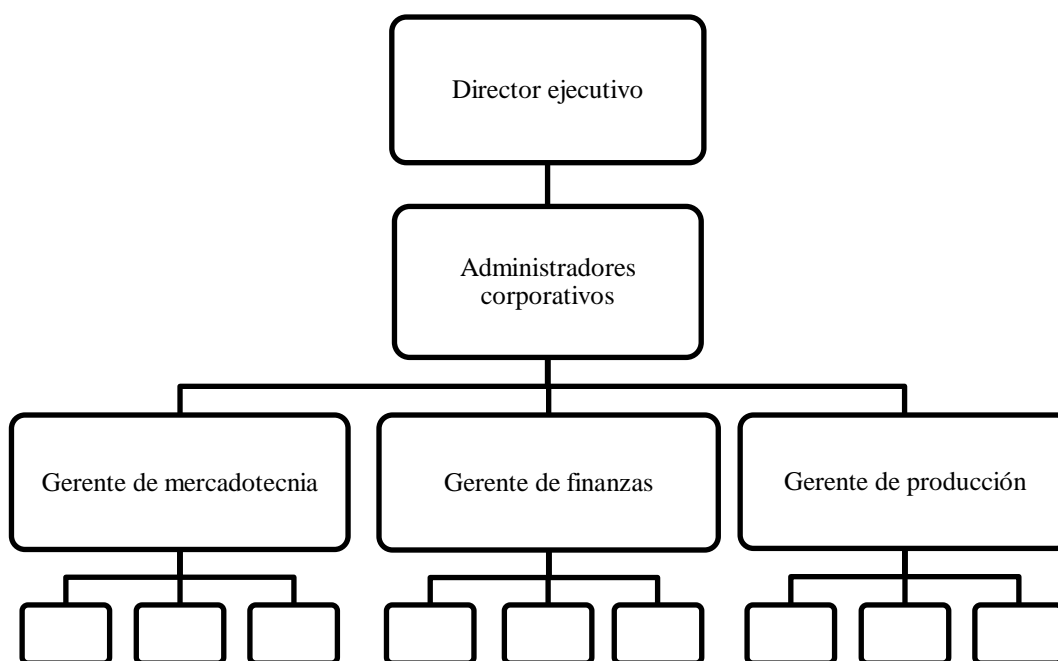 Director ejecutivo
Administradores
corporativos
Gerente de mercadotecnia
Gerente de finanzas
Gerente de producción